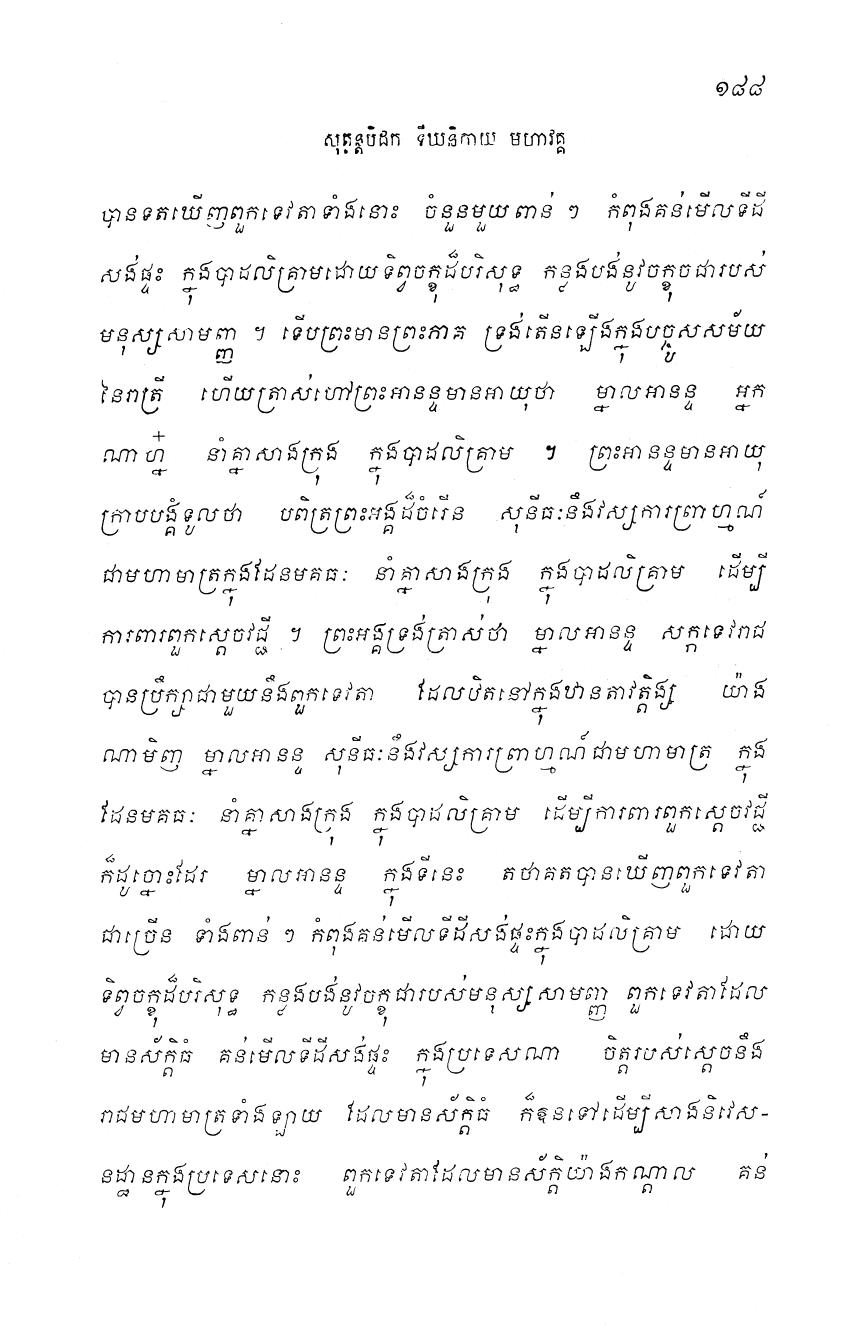 ១៨៨
សុត្តន្តបិដក ទីឃនិកាយ មហាវគ្គ
បានទតឃើញពួកទេវតាទាំងនោះ ចំនួនមួយពាន់ ៗ កំពុងគន់មើលទីដី
សង់ផ្ទះ ក្នុងបាដលិគ្រាមដោយទិព្វចក្ខុដ៏បរិសុទ្ធ កន្លងបង់នូវចក្ខុជារបស់
មនុស្សសាមញ្ញ ។ ទើបព្រះមានព្រះភាគ ទ្រង់តើនឡើងក្នុងបច្ចូសសម័យ
នៃរាត្រី ហើយត្រាស់ហៅព្រះអានន្ទមានអាយុថា ម្នាលអានន្ទ អ្នក
ណាហ្ន៎ នាំគ្នាសាងក្រុង ក្នុងបាដលិគ្រាម ។ ព្រះអានន្ទមានអាយុ
ក្រាបបង្គំទូលថា បពិត្រព្រះអង្គដ៏ចំរើន សុនីធៈនឹងវស្សការព្រាហ្មណ៍
ជាមហាមាត្រក្នុងដែនមគធៈ នាំគ្នាសាងក្រុង ក្នុងបាដលិគ្រាម ដើម្បី
ការពារពួកស្តេចវជ្ជី ។ ព្រះអង្គទ្រង់ត្រាស់ថា ម្នាលអានន្ទ សក្កទេវរាជ
បានប្រឹក្សាជាមួយនឹងពួកទេវតា ដែលឋិតនៅក្នុងឋានតាវត្តិង្ស យ៉ាង
ណាមិញ ម្នាលអានន្ទ សុនីធៈនឹងវស្សការព្រាហ្មណ៍ជាមហាមាត្រ ក្នុង
ដែនមគធៈ នាំគ្នាសាងក្រុង ក្នុងបាដលិគ្រាម ដើម្បីការពារពួកស្តេចវជ្ជី
ក៏ដូច្នោះដែរ ម្នាលអានន្ទ ក្នុងទីនេះ តថាគតបានឃើញពួកទេវតា
ជាច្រើន ទាំងពាន់ ៗ កំពុងគន់មើលទីដីសង់ផ្ទះក្នុងបាដលិគ្រាម ដោយ
ទិព្វចក្ខុដ៏បរិសុទ្ធ កន្លងបង់នូវចក្ខុជារបស់មនុស្សសាមញ្ញ ពួកទេវតាដែល
មានស័ក្តិធំ គន់មើលទីដីសង់ផ្ទះ ក្នុងប្រទេសណា ចិត្តរបស់ស្តេចនឹង
រាជមហាមាត្រទាំងឡាយ ដែលមានស័ក្តិធំ ក៏ឱនទៅដើម្បីសាងនិវេស-
នដ្ឋានក្នុងប្រទេសនោះ ពួកទេវតាដែលមានស័ក្តិយ៉ាងកណ្តាល គន់